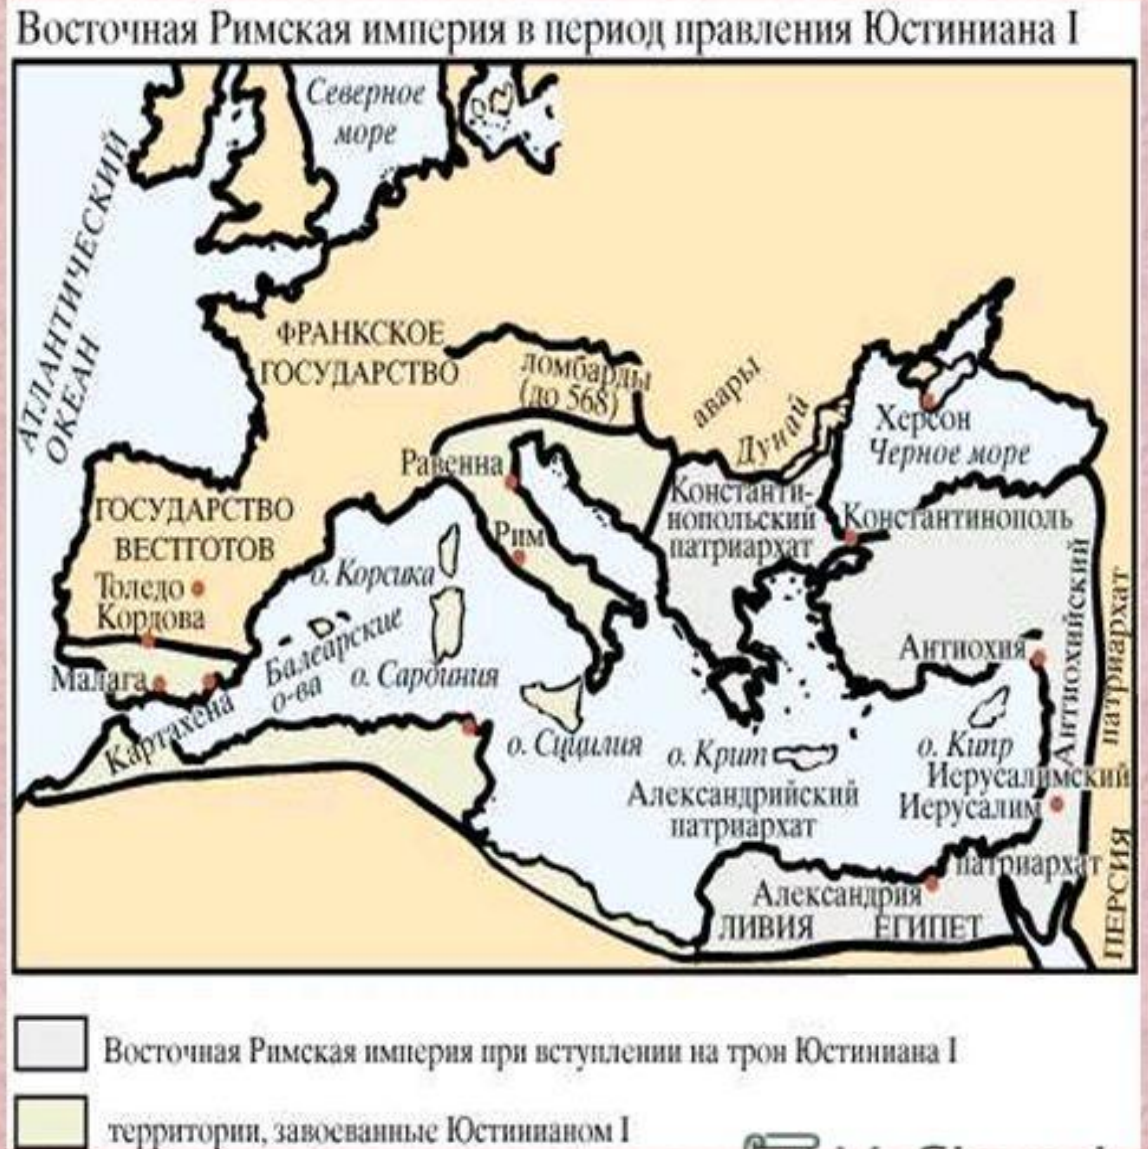 Восточная Римская империя в период правления Юстиниана I
Северное
море
АТЛАНТИЧЕСКИЙ
ОКЕАН
ФРАНКСКОЕ
ГОСУДАРСТВО
ломбарды
(до 568)
авары
Дунай
Херсон
Черное море
Равенна
ГОСУДАРСТВО
ВЕСТГОТОВ
Константи-
нопольский
патриархат
Константинополь
Рим
о. Корсика
Толедо
Кордова
Балеарские
о-ва
о. Сардиния
Антиохия
Антиохийский
патриархат
Малага
Картахена
о. Сицилия
о. Крит
о. Кипр
Иерусалимский
Иерусалим
Александрийский
патриархат
патриархат
Александрия
ЛИВИЯ
ЕГИПЕТ
ПЕРСИЯ
Восточная Римская империя при вступлении на трон Юстиниана I
территории, завоеванные Юстинианом I